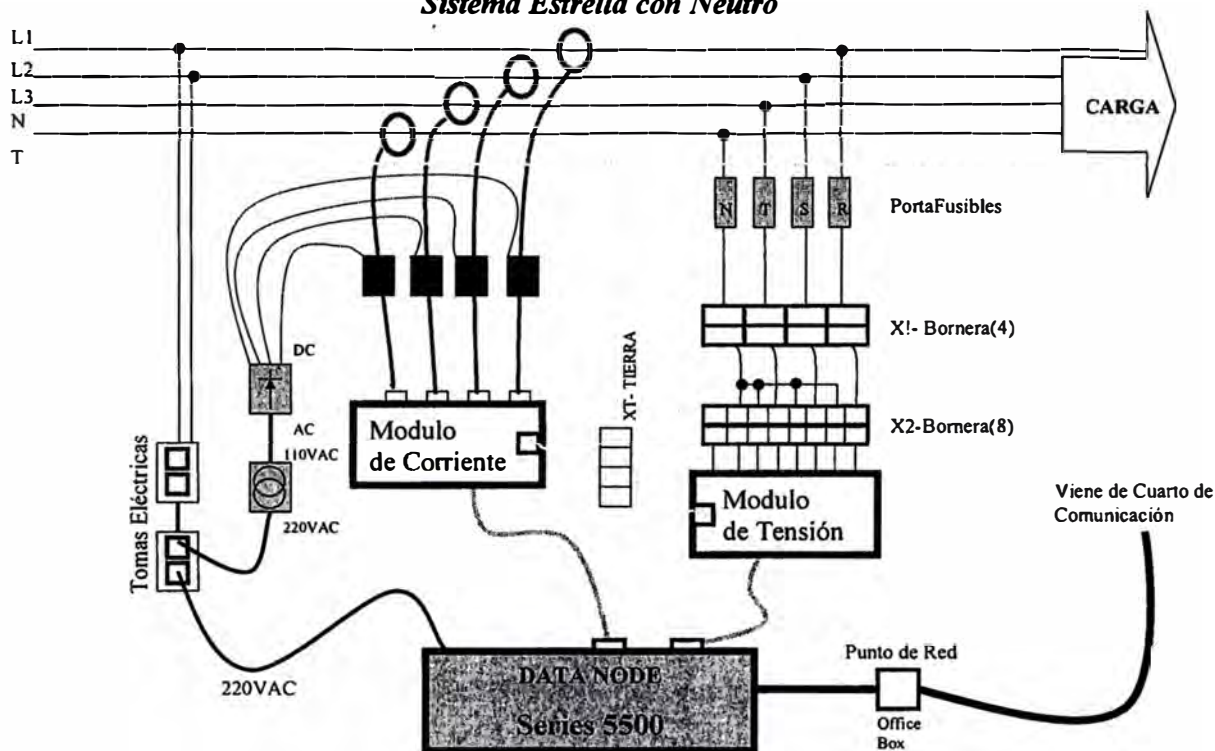 Sistema Estrella con Neutro
L1
L2
L3
N
T
CARGA
N
T
S
R
PortaFusibles
X!- Bornera(4)
DC
XT- TIERRA
AC
110VAC
X2-Bornera(8)
Modulo
de Corriente
220VAC
Tomas Eléctricas
Modulo
de Tensión
Viene de Cuarto de
Comunicación
220VAC
DATA NODE
Series 5500
Punto de Red
Office
Box